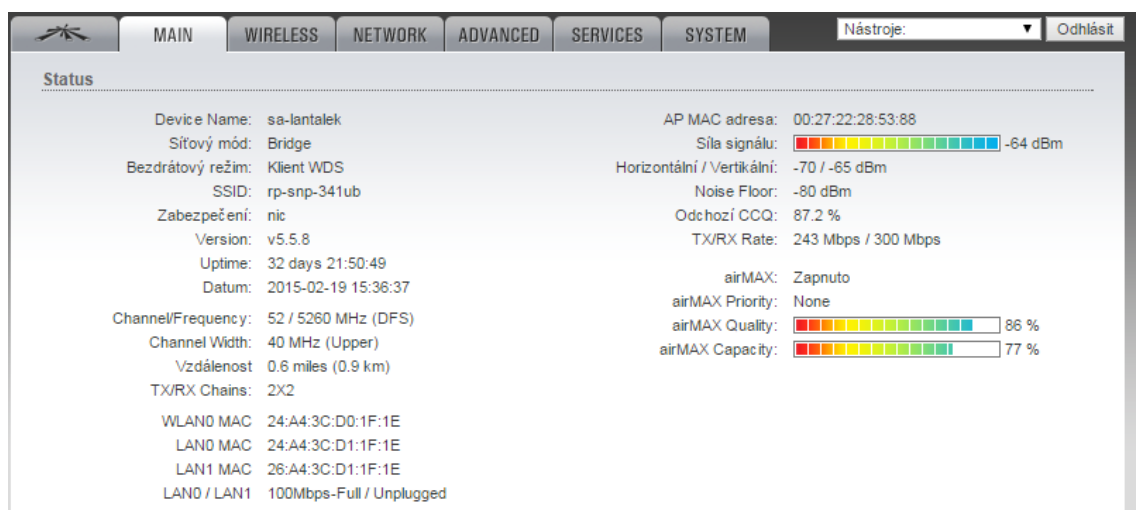 MAIN WIRELESS NETWORK ADVANCED SERVICES SYSTEM Nástroje: Odhlásit
Status
Device Name: sa-lantalek
Síťový mód: Bridge
Bezdrátový režim: Klient WDS
SSID: rp-snp-341ub
Zabezpečení: nic
Version: v5.5.8
Uptime: 32 days 21:50:49
Datum: 2015-02-19 15:36:37
Channel/Frequency: 52 / 5260 MHz (DFS)
Channel Width: 40 MHz (Upper)
Vzdálenost 0.6 miles (0.9 km)
TX/RX Chains: 2X2
WLAN0 MAC 24:A4:3C:D0:1F:1E
LAN0 MAC 24:A4:3C:D1:1F:1E
LAN1 MAC 26:A4:3C:D1:1F:1E
LAN0 / LAN1 100Mbps-Full / Unplugged
AP MAC adresa: 00:27:22:28:53:88
Síla signálu: -64 dBm
Horizontální / Vertikální: -70 / -65 dBm
Noise Floor: -80 dBm
Odchozí CCQ: 87.2 %
TX/RX Rate: 243 Mbps / 300 Mbps
airMAX: Zapnuto
airMAX Priority: None
airMAX Quality: 86 %
airMAX Capacity: 77 %